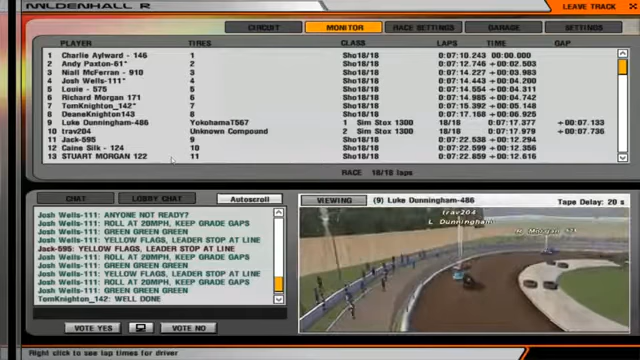 MILDENHALL R
LEAVE TRACK
CIRCUIT MONITOR RACE SETTINGS GARAGE SETTINGS
PLAYER TIRES CLASS LAPS TIME GAP
1 Charlie Aylward - 146 1 Sho18/18 0:07:10.243 00:00.000
2 Andy Paxton-61* 2 Sho18/18 0:07:12.746 +00:02.503
3 Niall McFerran - 910 3 Sho18/18 0:07:14.227 +00:03.983
4 Josh Wells-111* 4 Sho18/18 0:07:14.443 +00:04.200
5 Louie - 575 5 Sho18/18 0:07:14.554 +00:04.311
6 Richard Morgan 171 6 Sho18/18 0:07:14.985 +00:04.742
7 TomKnighton_142* 7 Sho18/18 0:07:15.392 +00:05.148
8 DeaneKnighton143 8 Sho18/18 0:07:17.168 +00:06.925
9 Luke Dunningham-486 YokohamaT567 1 Sim Stox 1300 18/18 0:07:17.377 +00:07.133
10 trav204 Unknown Compound 2 Sim Stox 1300 18/18 0:07:17.979 +00:07.736
11 Jack-595 9 Sho18/18 0:07:22.538 +00:12.294
12 Caine Silk - 124 10 Sho18/18 0:07:22.599 +00:12.356
13 STUART MORGAN 122 11 Sho18/18 0:07:22.859 +00:12.616
RACE 18/18 laps
CHAT LOBBY CHAT Autoscroll
Josh Wells-111: ANYONE NOT READY?
Josh Wells-111: ROLL AT 20MPH, KEEP GRADE GAPS
Josh Wells-111: GREEN GREEN GREEN
Josh Wells-111: YELLOW FLAGS, LEADER STOP AT LINE
Jack-595: YELLOW FLAGS, LEADER STOP AT LINE
Josh Wells-111: ROLL AT 20MPH, KEEP GRADE GAPS
Josh Wells-111: GREEN GREEN GREEN
Josh Wells-111: YELLOW FLAGS, LEADER STOP AT LINE
Josh Wells-111: ROLL AT 20MPH, KEEP GRADE GAPS
Josh Wells-111: GREEN GREEN GREEN
TomKnighton_142: WELL DONE
VOTE YES VOTE NO
VIEWING (9) Luke Dunningham-486 Tape Delay: 20 s
trav204
L Dunningham
Right click to see lap times for driver